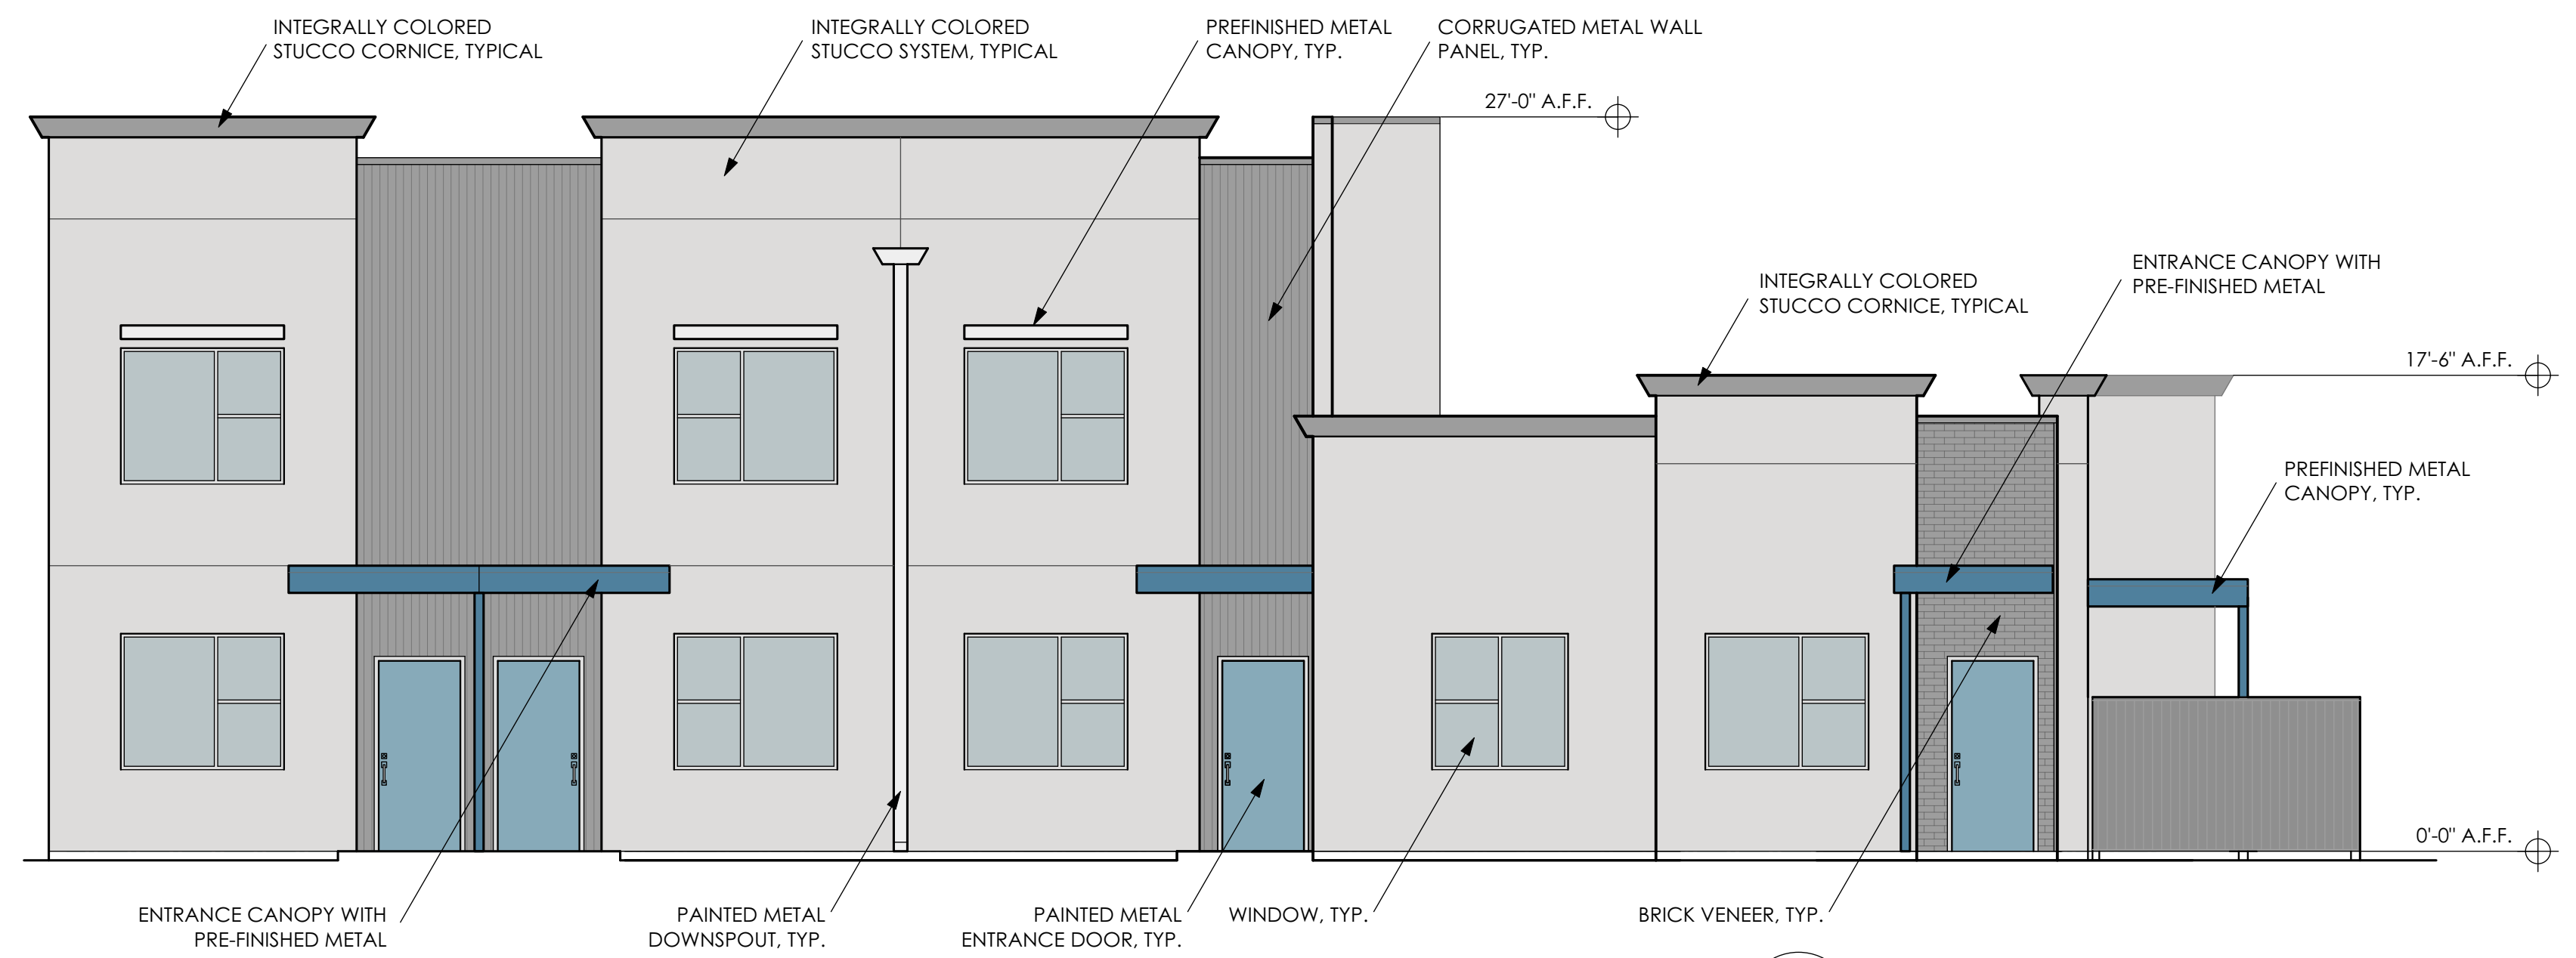 INTEGRALLY COLORED
STUCCO CORNICE, TYPICAL
INTEGRALLY COLORED
STUCCO SYSTEM, TYPICAL
PREFINISHED METAL
CANOPY, TYP.
CORRUGATED METAL WALL
PANEL, TYP.
27'-0" A.F.F.
ENTRANCE CANOPY WITH
PRE-FINISHED METAL
INTEGRALLY COLORED
STUCCO CORNICE, TYPICAL
17'-6" A.F.F.
PREFINISHED METAL
CANOPY, TYP.
0'-0" A.F.F.
ENTRANCE CANOPY WITH
PRE-FINISHED METAL
PAINTED METAL
DOWNSPOUT, TYP.
PAINTED METAL
ENTRANCE DOOR, TYP.
WINDOW, TYP.
BRICK VENEER, TYP.